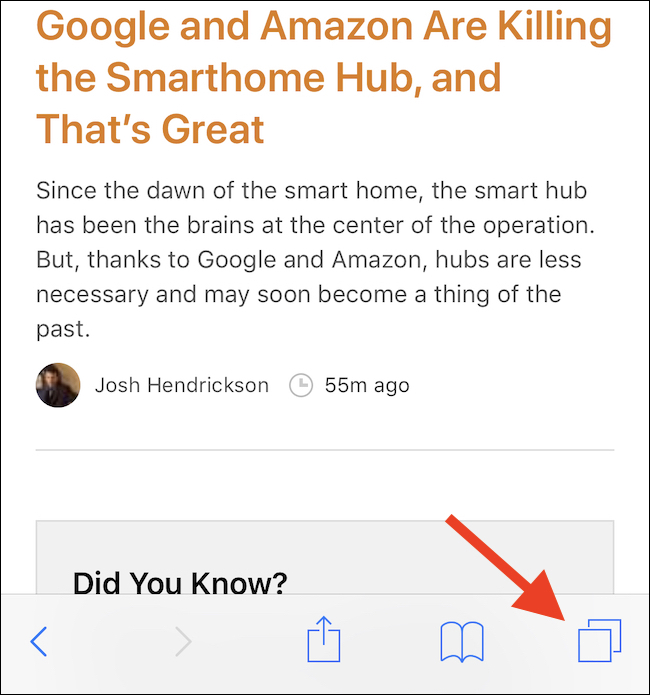 Google and Amazon Are Killing
the Smarthome Hub, and
That’s Great
Since the dawn of the smart home, the smart hub
has been the brains at the center of the operation.
But, thanks to Google and Amazon, hubs are less
necessary and may soon become a thing of the
past.
Josh Hendrickson 55m ago
Did You Know?